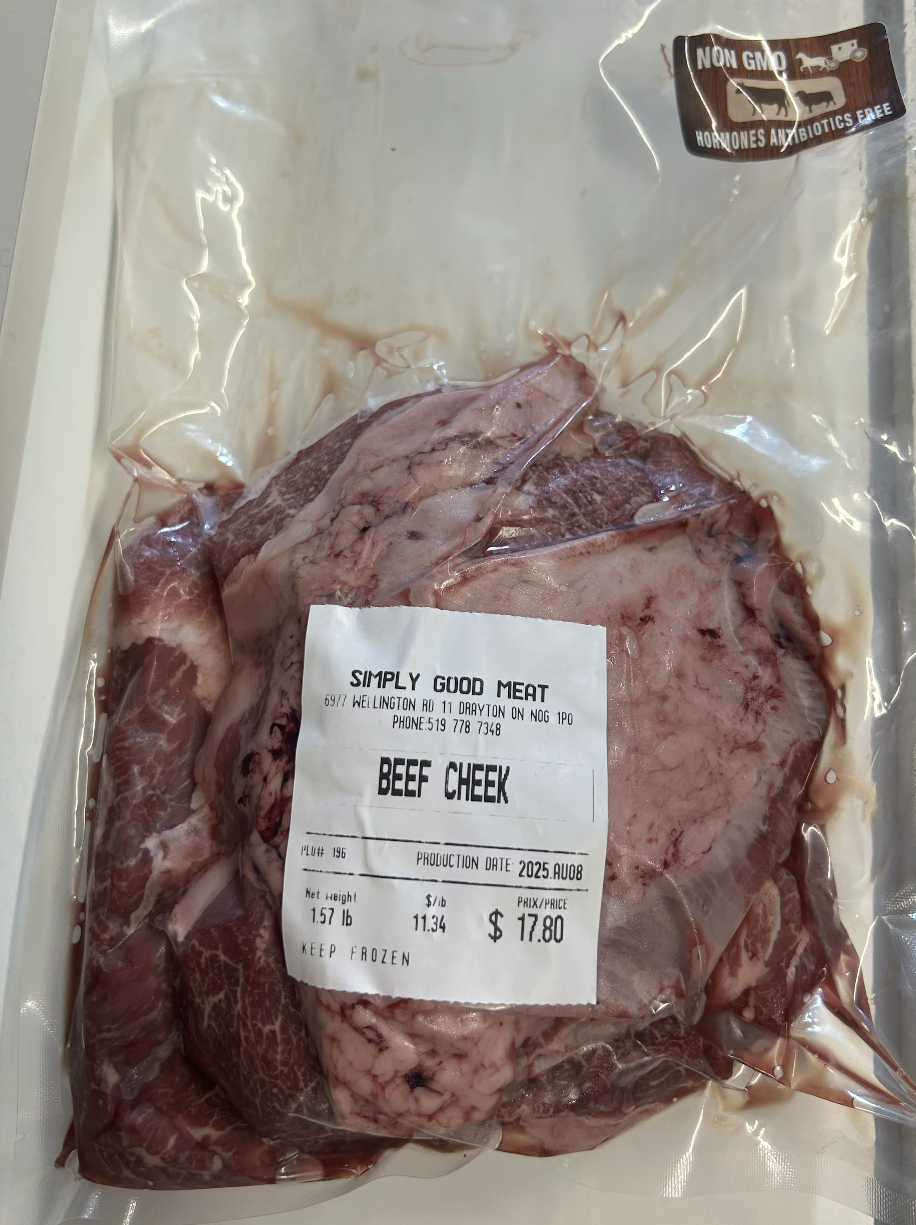 NON GMO
HORMONES ANTIBIOTICS FREE
SIMPLY GOOD MEAT
6977 WELLINGTON RD 11 DRAYTON ON N0G 1P0
PHONE:519 778 7348
BEEF CHEEK
PLU# 196 PRODUCTION DATE: 2025.AU08
Net Weight $/lb PRIX/PRICE
1.57 lb 11.34 $ 17.80
KEEP FROZEN